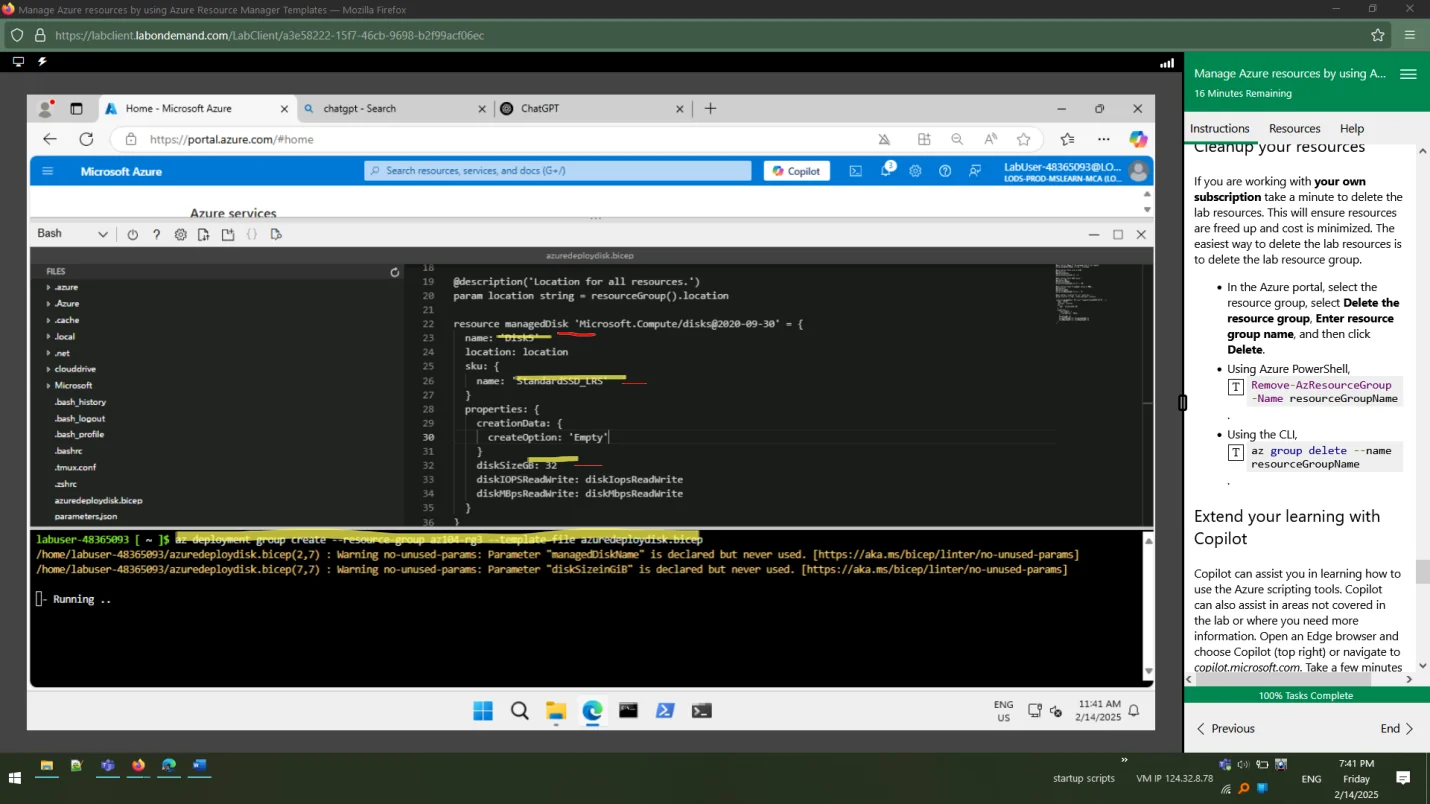 Manage Azure resources by using Azure Resource Manager Templates — Mozilla Firefox
https://labclient.labondemand.com/LabClient/a3e58222-15f7-46cb-9698-b2f99acf06ec
Home - Microsoft Azure
chatgpt - Search
ChatGPT
https://portal.azure.com/#home
Microsoft Azure
Search resources, services, and docs (G+/)
Copilot
3
LabUser-48365093@LO...
LODS-PROD-MSLEARN-MCA (LO...
Azure services
Bash
azuredeploydisk.bicep
FILES
.azure
.Azure
.cache
.local
.net
clouddrive
Microsoft
.bash_history
.bash_logout
.bash_profile
.bashrc
.tmux.conf
.zshrc
azuredeploydisk.bicep
parameters.json
18
19 @description('Location for all resources.')
20 param location string = resourceGroup().location
21
22 resource managedDisk 'Microsoft.Compute/disks@2020-09-30' = {
23 name: 'Disk5'
24 location: location
25 sku: {
26 name: 'StandardSSD_LRS'
27 }
28 properties: {
29 creationData: {
30 createOption: 'Empty'
31 }
32 diskSizeGB: 32
33 diskIOPSReadWrite: diskIopsReadWrite
34 diskMBpsReadWrite: diskMbpsReadWrite
35 }
36 }
labuser-48365093 [ ~ ]$ az deployment group create --resource-group az104-rg3 --template-file azuredeploydisk.bicep
/home/labuser-48365093/azuredeploydisk.bicep(2,7) : Warning no-unused-params: Parameter "managedDiskName" is declared but never used. [https://aka.ms/bicep/linter/no-unused-params]
/home/labuser-48365093/azuredeploydisk.bicep(7,7) : Warning no-unused-params: Parameter "diskSizeinGiB" is declared but never used. [https://aka.ms/bicep/linter/no-unused-params]
- Running ..
ENG
US
11:41 AM
2/14/2025
Manage Azure resources by using A...
16 Minutes Remaining
Instructions
Resources
Help
Cleanup your resources
If you are working with your own
subscription take a minute to delete the
lab resources. This will ensure resources
are freed up and cost is minimized. The
easiest way to delete the lab resources is
to delete the lab resource group.
• In the Azure portal, select the
resource group, select Delete the
resource group, Enter resource
group name, and then click
Delete.
• Using Azure PowerShell,
T Remove-AzResourceGroup
-Name resourceGroupName
.
• Using the CLI,
T az group delete --name
resourceGroupName
.
Extend your learning with
Copilot
Copilot can assist you in learning how to
use the Azure scripting tools. Copilot
can also assist in areas not covered in
the lab or where you need more
information. Open an Edge browser and
choose Copilot (top right) or navigate to
copilot.microsoft.com. Take a few minutes
100% Tasks Complete
Previous
End
startup scripts
»
VM IP 124.32.8.78
ENG
7:41 PM
Friday
2/14/2025